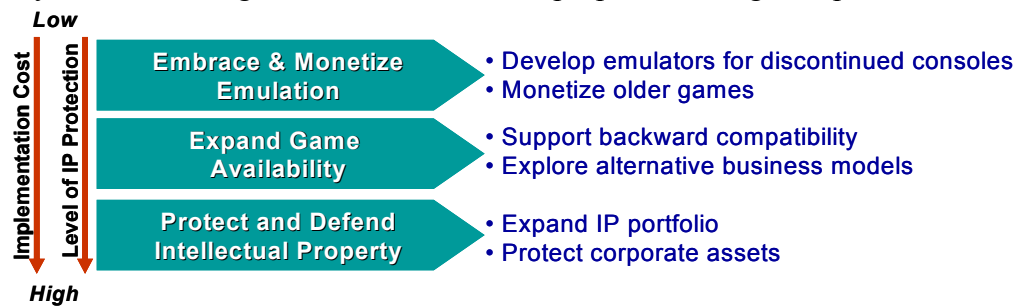 Low
Implementation Cost
Level of IP Protection
Embrace & Monetize
Emulation
• Develop emulators for discontinued consoles
• Monetize older games
Expand Game
Availability
• Support backward compatibility
• Explore alternative business models
Protect and Defend
Intellectual Property
• Expand IP portfolio
• Protect corporate assets
High